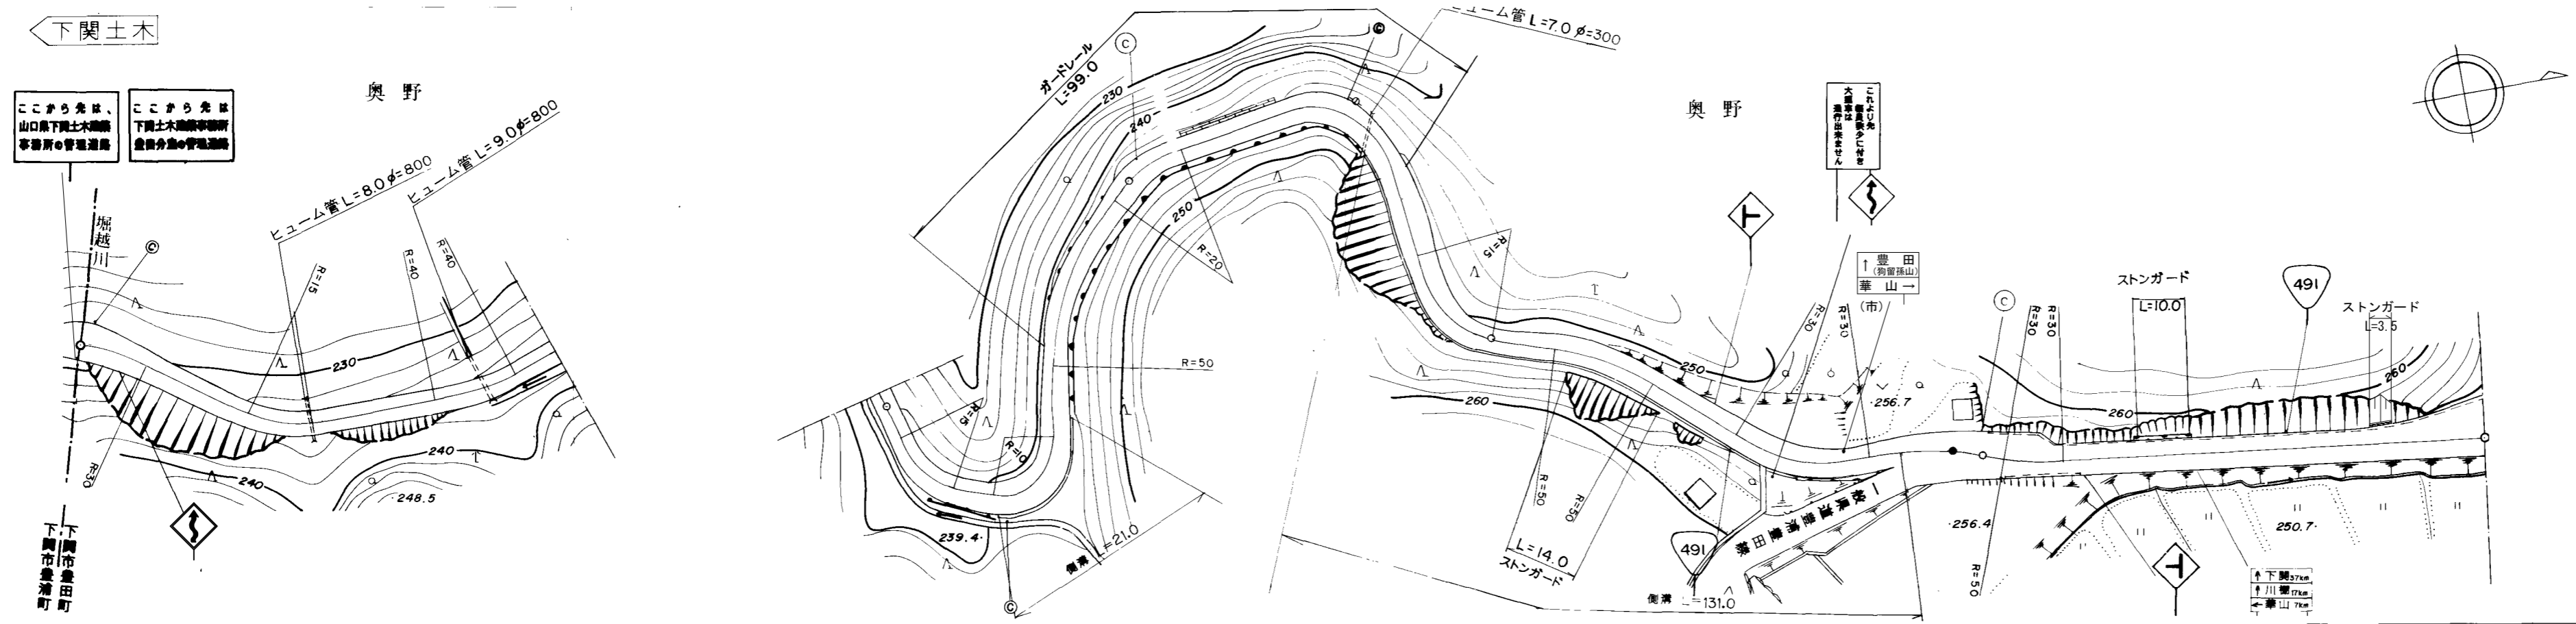 下関土木
ここから先は、
山口県下関土木建築
事務所の管理道路
ここから先は
下関土木建築事務所
豊田分室の管理道路
奥野
ヒューム管 L=8.0 φ=800
ヒューム管 L=9.0 φ=800
堀越川
C
R=15
R=40
R=40
230
R=30
240
240
248.5
下関市豊田町
下関市豊浦町
ガードレール
L=99.0
C
C
ヒューム管 L=7.0 φ=300
230
240
250
R=20
R=15
R=50
R=15
R=10
239.4
側溝 L=21.0
C
奥野
これより先
幅員狭少に付き
大型車は
通行出来ません
↑ 豊田
(狗留孫山)
華山 →
(市)
R=30
R=30
250
260
256.7
R=50
R=50
L=14.0
ストンガード
491
一般県道豊浦豊田線
側溝 L=131.0
C
R=30
R=30
ストンガード
L=10.0
491
ストンガード
L=3.5
260
260
256.4
R=50
250.7
↑ 下関 37km
↑ 川棚 17km
← 華山 7km